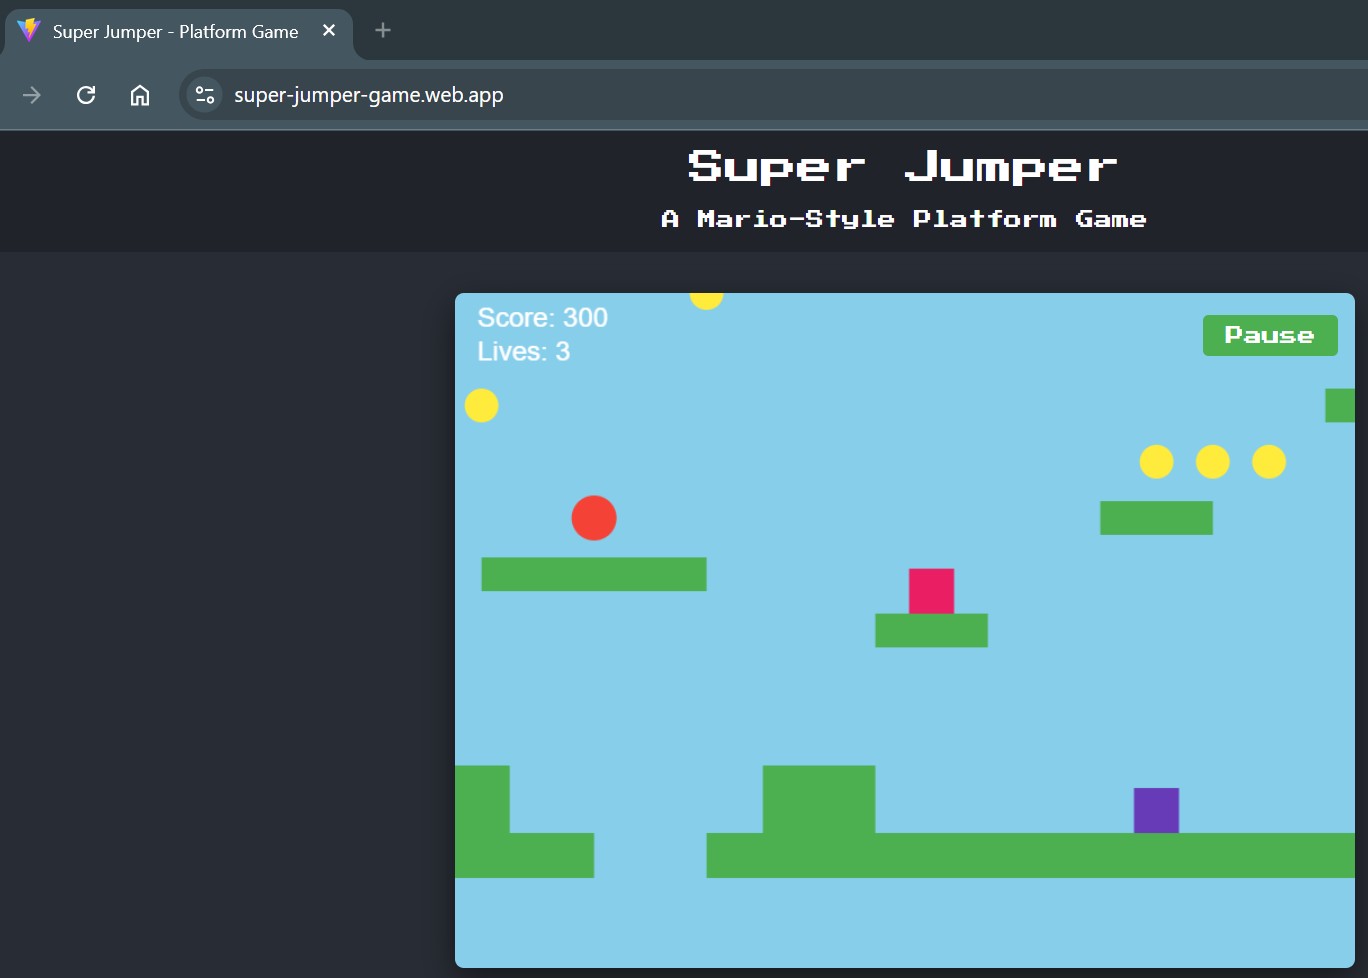 Super Jumper - Platform Game
super-jumper-game.web.app
Super Jumper
A Mario-Style Platform Game
Score: 300
Lives: 3
Pause